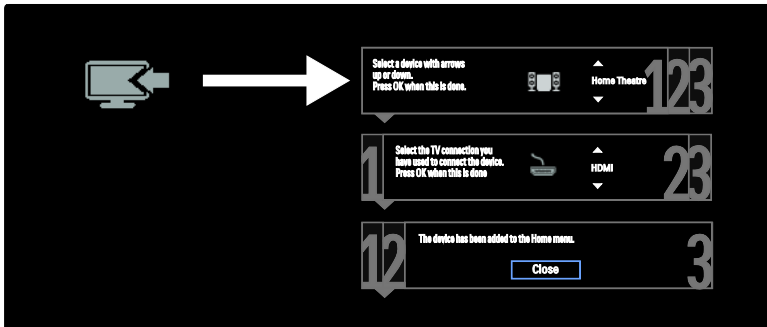 Select a device with arrows
up or down.
Press OK when this is done.
Home Theatre
123
1
Select the TV connection you
have used to connect the device.
Press OK when this is done
HDMI
23
12
The device has been added to the Home menu.
Close
3